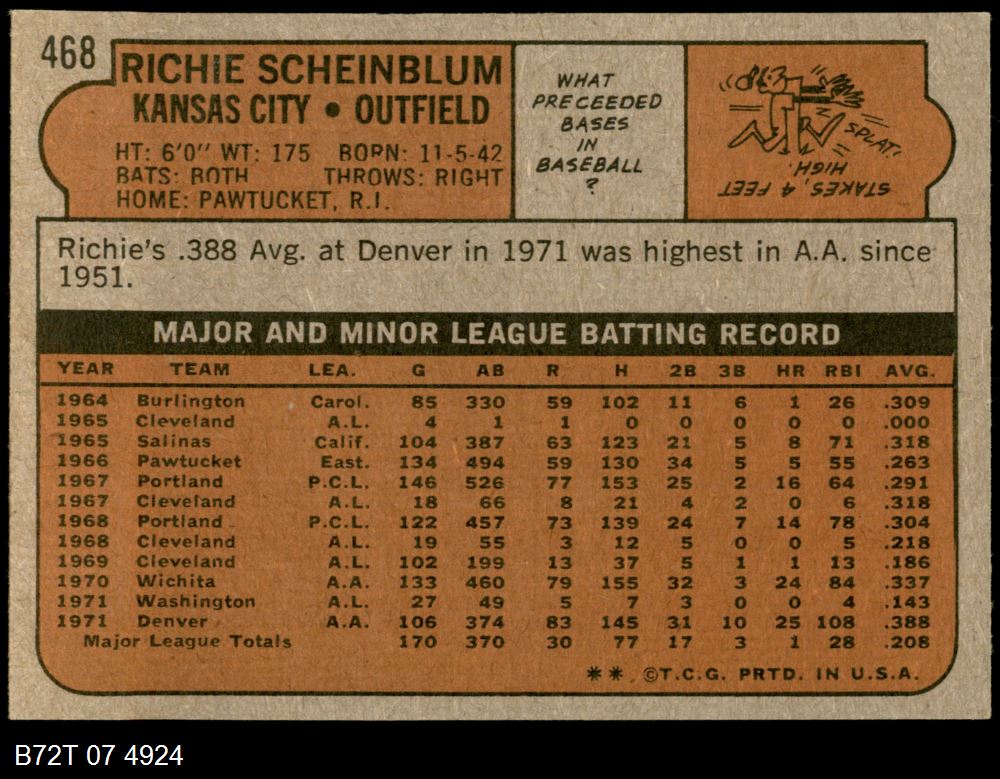 468
RICHIE SCHEINBLUM
KANSAS CITY • OUTFIELD
HT: 6'0" WT: 175 BORN: 11-5-42
BATS: BOTH THROWS: RIGHT
HOME: PAWTUCKET, R.I.
WHAT
PRECEEDED
BASES
IN
BASEBALL
?
STAKES, 4 FEET
HIGH.
SPLAT!
Richie's .388 Avg. at Denver in 1971 was highest in A.A. since
1951.
MAJOR AND MINOR LEAGUE BATTING RECORD
YEAR TEAM LEA. G AB R H 2B 3B HR RBI AVG.
1964 Burlington Carol. 85 330 59 102 11 6 1 26 .309
1965 Cleveland A.L. 4 1 1 0 0 0 0 0 .000
1965 Salinas Calif. 104 387 63 123 21 5 8 71 .318
1966 Pawtucket East. 134 494 59 130 34 5 5 55 .263
1967 Portland P.C.L. 146 526 77 153 25 2 16 64 .291
1967 Cleveland A.L. 18 66 8 21 4 2 0 6 .318
1968 Portland P.C.L. 122 457 73 139 24 7 14 78 .304
1968 Cleveland A.L. 19 55 3 12 5 0 0 5 .218
1969 Cleveland A.L. 102 199 13 37 5 1 1 13 .186
1970 Wichita A.A. 133 460 79 155 32 3 24 84 .337
1971 Washington A.L. 27 49 5 7 3 0 0 4 .143
1971 Denver A.A. 106 374 83 145 31 10 25 108 .388
Major League Totals 170 370 30 77 17 3 1 28 .208
** ©T.C.G. PRTD. IN U.S.A.
B72T 07 4924